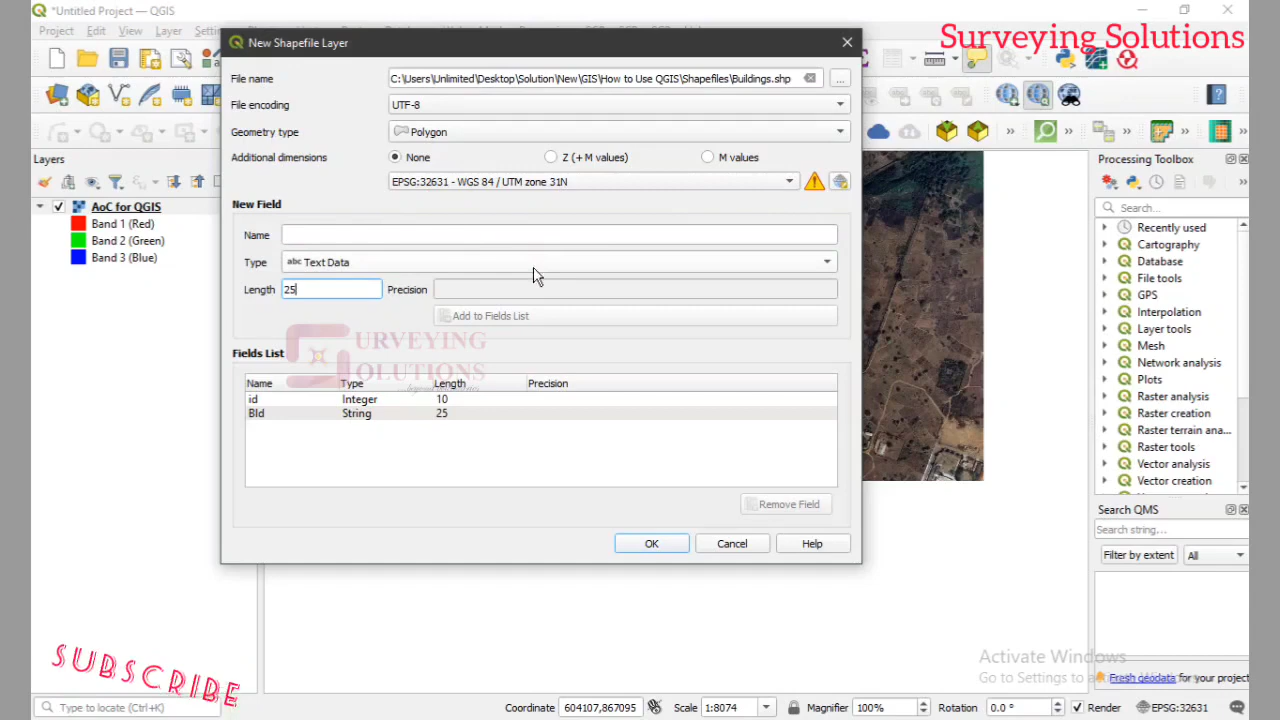 *Untitled Project — QGIS
Project Edit View Layer
Surveying Solutions
New Shapefile Layer
File name C:\Users\Unlimited\Desktop\Solution\New\GIS\How to Use QGIS\Shapefiles\Buildings.shp ...
File encoding UTF-8
Geometry type Polygon
Additional dimensions None Z (+ M values) M values
EPSG:32631 - WGS 84 / UTM zone 31N
New Field
Name
Type abc Text Data
Length 25 Precision
Add to Fields List
SURVEYING
SOLUTIONS
Fields List
Name Type Length Precision
id Integer 10
Bld String 25
Remove Field
OK Cancel Help
Layers
AoC for QGIS
Band 1 (Red)
Band 2 (Green)
Band 3 (Blue)
Processing Toolbox
Search...
Recently used
Cartography
Database
File tools
GPS
Interpolation
Layer tools
Mesh
Network analysis
Plots
Raster analysis
Raster creation
Raster terrain ana...
Raster tools
Vector analysis
Vector creation
Search QMS
Search string...
Filter by extent All
Activate Windows
Go to Settings to
Fresh geodata for your project
SUBSCRIBE
Type to locate (Ctrl+K) Coordinate 604107,867095 Scale 1:8074 Magnifier 100% Rotation 0.0 ° Render EPSG:32631